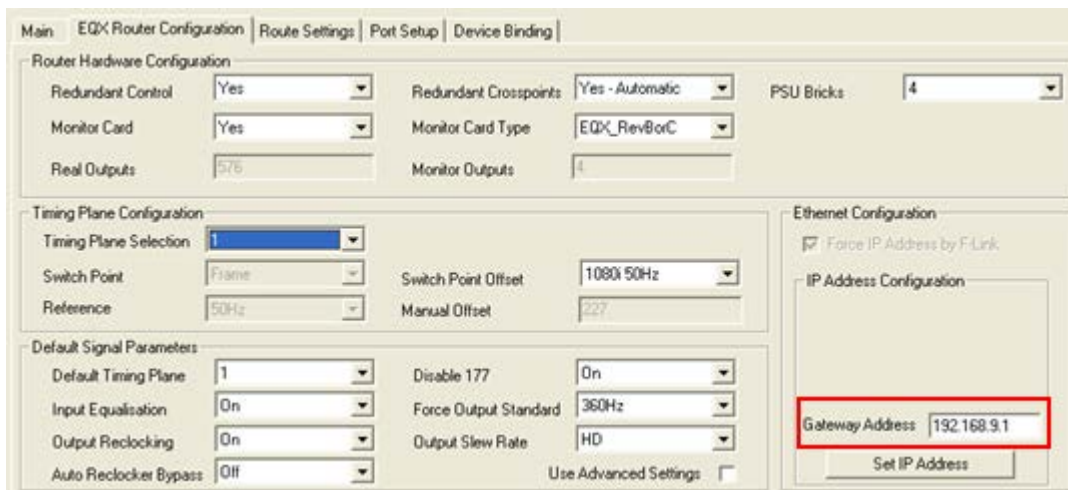 Main EQX Router Configuration Route Settings Port Setup Device Binding
Router Hardware Configuration
Redundant Control Yes Redundant Crosspoints Yes - Automatic PSU Bricks 4
Monitor Card Yes Monitor Card Type EQX_RevBorC
Real Outputs 576 Monitor Outputs 4
Timing Plane Configuration
Timing Plane Selection 1
Switch Point Frame Switch Point Offset 1080i 50Hz
Reference 50Hz Manual Offset 227
Ethernet Configuration
Force IP Address by F-Link
IP Address Configuration
Gateway Address 192.168.9.1
Set IP Address
Default Signal Parameters
Default Timing Plane 1 Disable 177 On
Input Equalisation On Force Output Standard 360Hz
Output Reclocking On Output Slew Rate HD
Auto Reclocker Bypass Off Use Advanced Settings